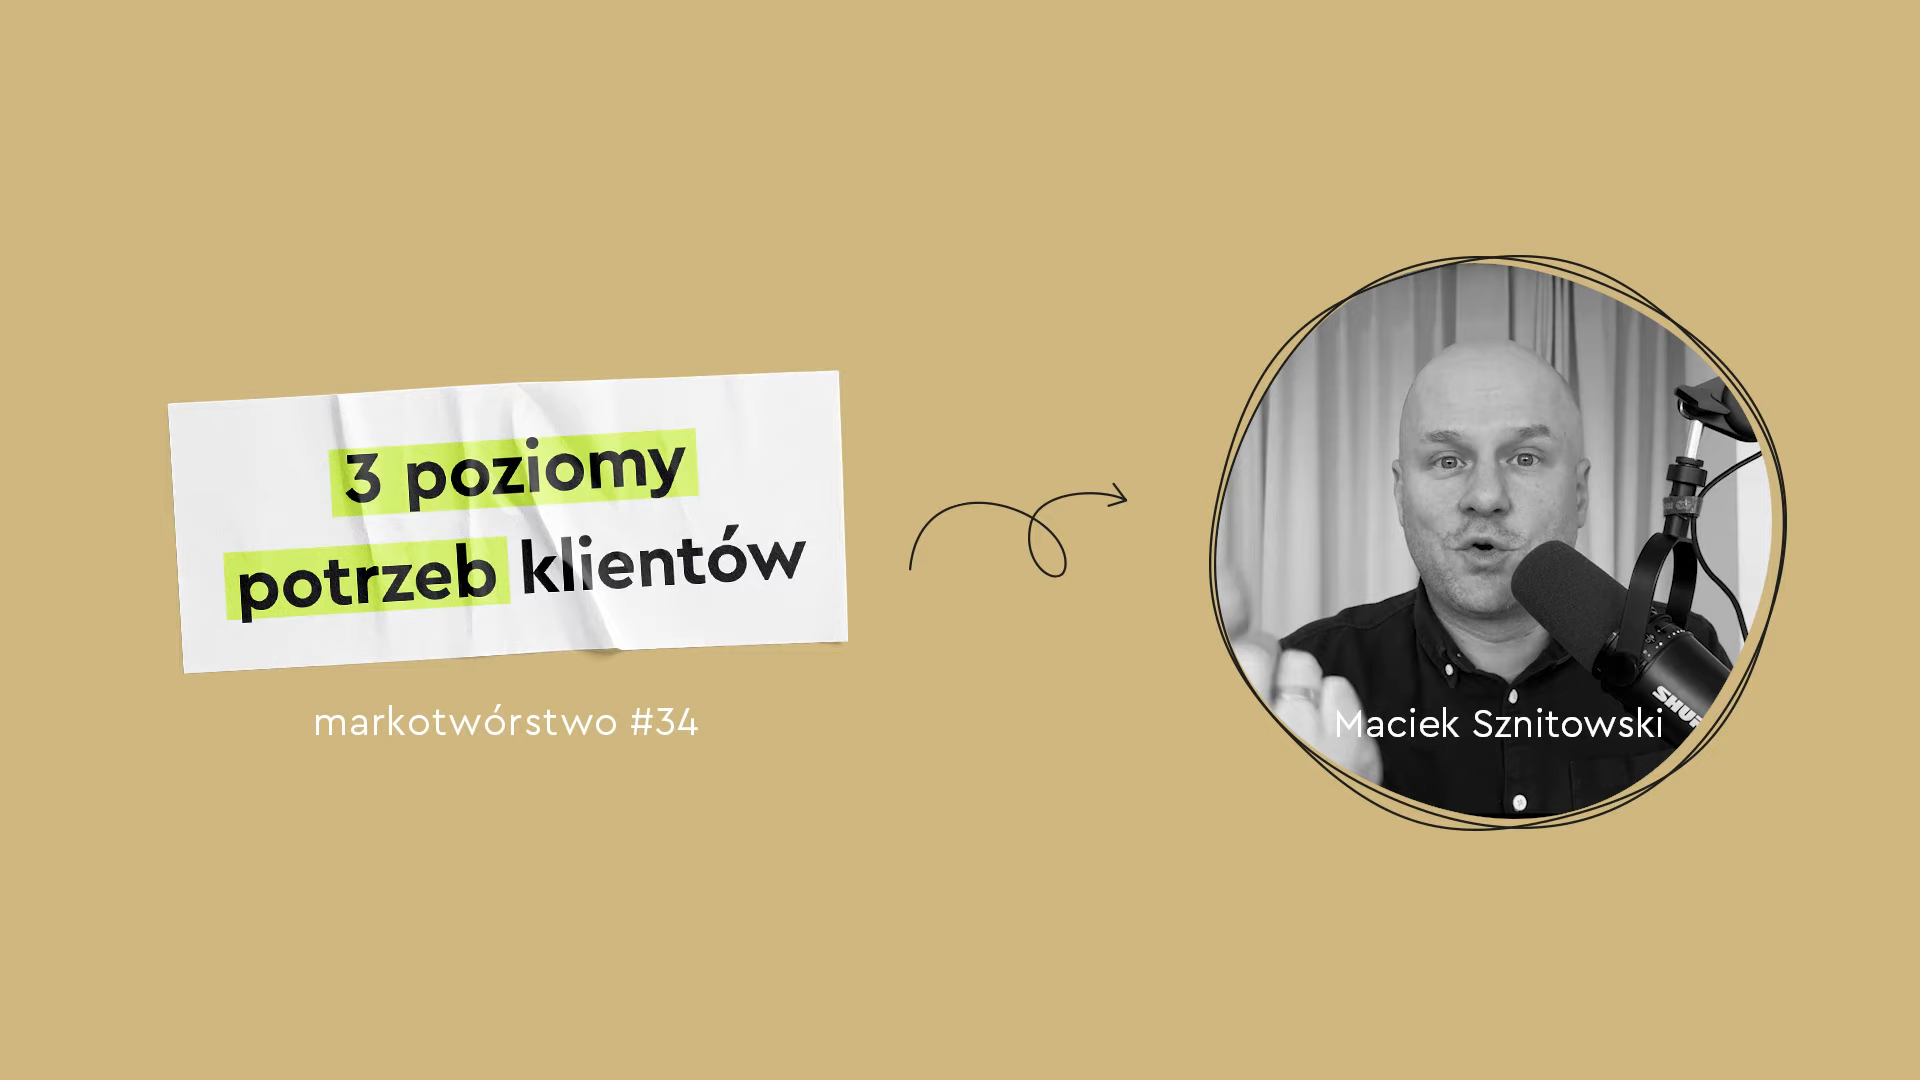 3 poziomy
potrzeb klientów
markotwórstwo #34
Maciek Sznitowski